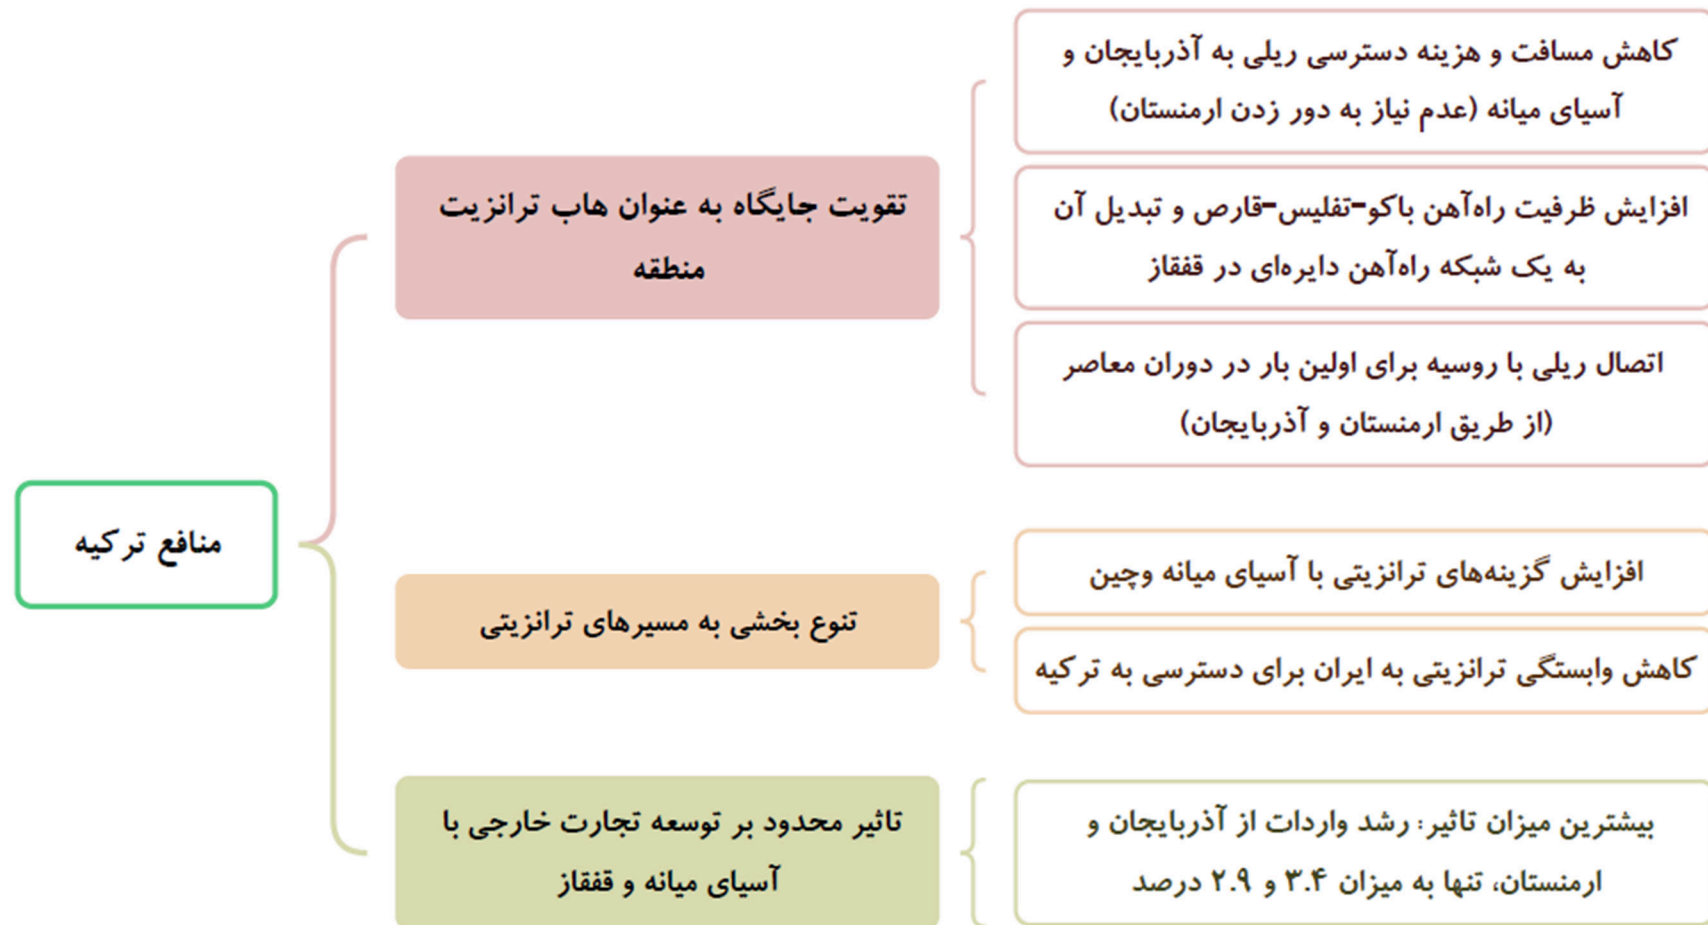 منافع ترکیه
تقویت جایگاه به عنوان هاب ترانزیت
منطقه
کاهش مسافت و هزینه دسترسی ریلی به آذربایجان و
آسیای میانه (عدم نیاز به دور زدن ارمنستان)
افزایش ظرفیت راه‌آهن باکو-تفلیس-قارص و تبدیل آن
به یک شبکه راه‌آهن دایره‌ای در قفقاز
اتصال ریلی با روسیه برای اولین بار در دوران معاصر
(از طریق ارمنستان و آذربایجان)
تنوع بخشی به مسیرهای ترانزیتی
افزایش گزینه‌های ترانزیتی با آسیای میانه وچین
کاهش وابستگی ترانزیتی به ایران برای دسترسی به ترکیه
تاثیر محدود بر توسعه تجارت خارجی با
آسیای میانه و قفقاز
بیشترین میزان تاثیر: رشد واردات از آذربایجان و
ارمنستان، تنها به میزان ۳.۴ و ۲.۹ درصد